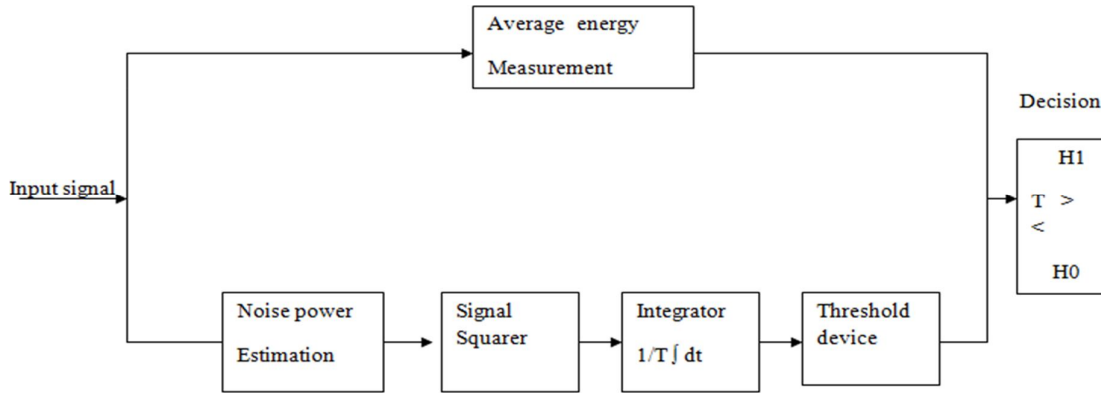 Average energy
Measurement
Decision
H1
Input signal
T >
<
H0
Noise power
Estimation
Signal
Squarer
Integrator
1/T ∫ dt
Threshold
device